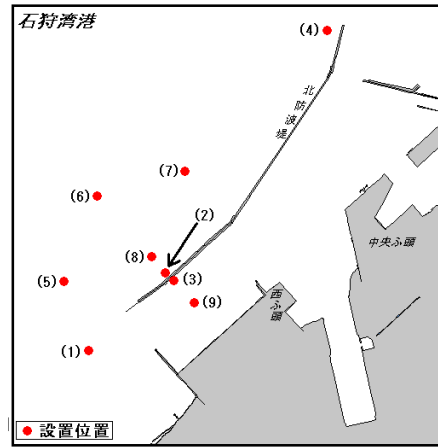 石狩湾港
(4)
北防波堤
(7)
(6)
(2)
中央ふ頭
(8)
(5)
(3)
(9)
西ふ頭
(1)
設置位置